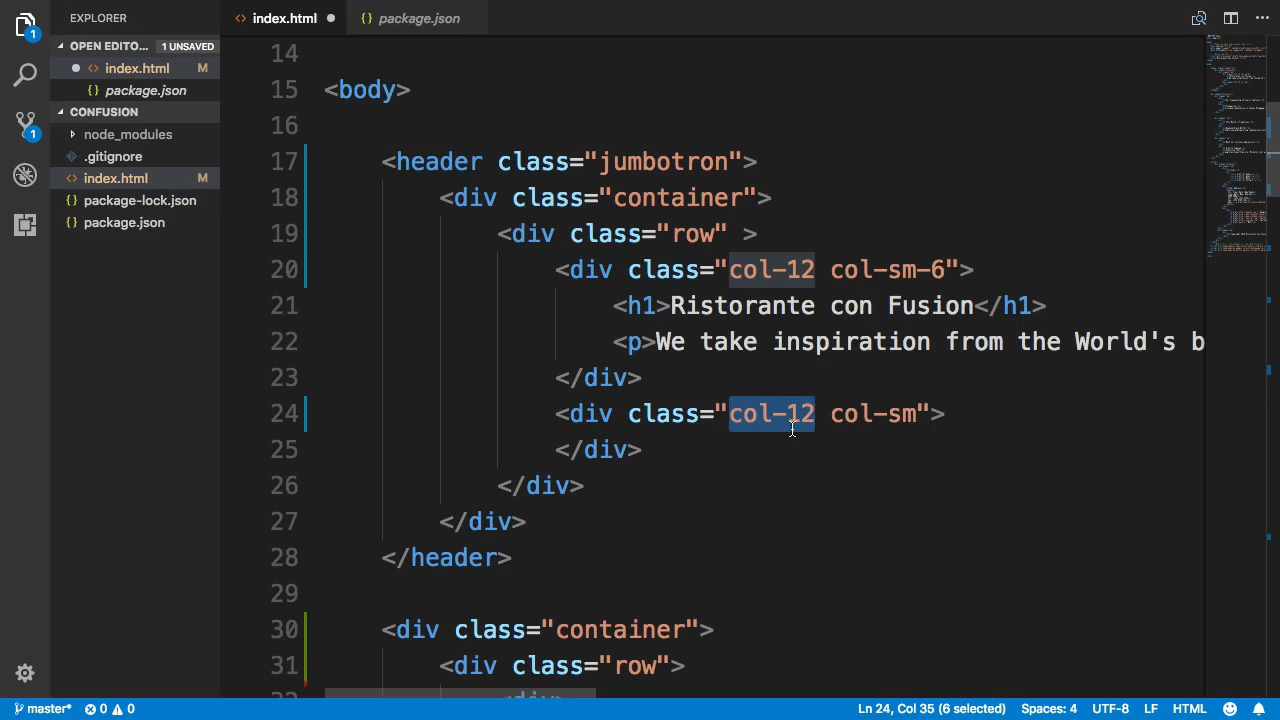 EXPLORER
<> index.html ●
{} package.json
OPEN EDITO... 1 UNSAVED
● <> index.html M
{} package.json
CONFUSION
node_modules
.gitignore
<> index.html M
{} package-lock.json
{} package.json
1
1
14
15 <body>
16
17 <header class="jumbotron">
18 <div class="container">
19 <div class="row" >
20 <div class="col-12 col-sm-6">
21 <h1>Ristorante con Fusion</h1>
22 <p>We take inspiration from the World's b
23 </div>
24 <div class="col-12 col-sm">
25 </div>
26 </div>
27 </div>
28 </header>
29
30 <div class="container">
31 <div class="row">
master* 0 0 Ln 24, Col 35 (6 selected) Spaces: 4 UTF-8 LF HTML